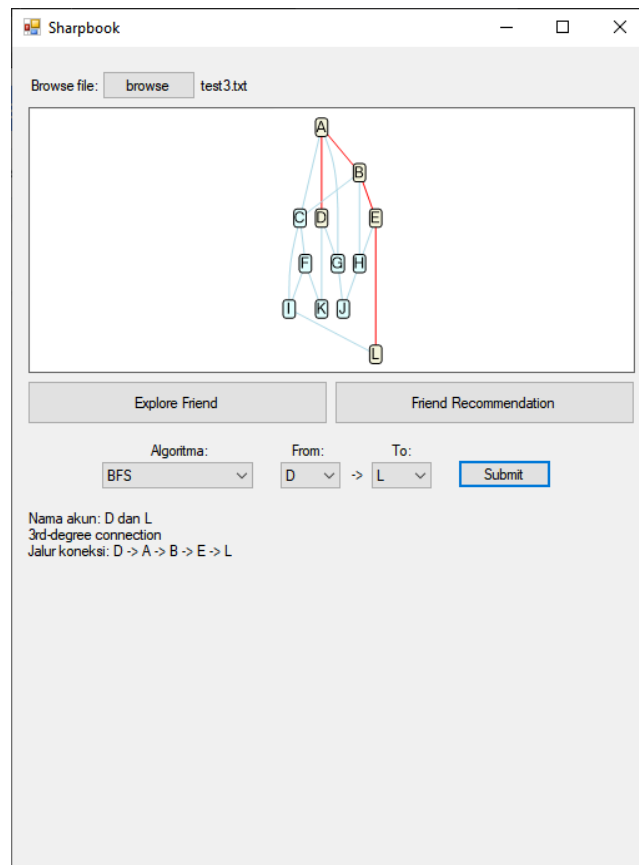 Sharpbook
Browse file: browse test3.txt
A
B
C D E
F G H
I K J
L
Explore Friend Friend Recommendation
Algoritma: From: To:
BFS D -> L Submit
Nama akun: D dan L
3rd-degree connection
Jalur koneksi: D -> A -> B -> E -> L